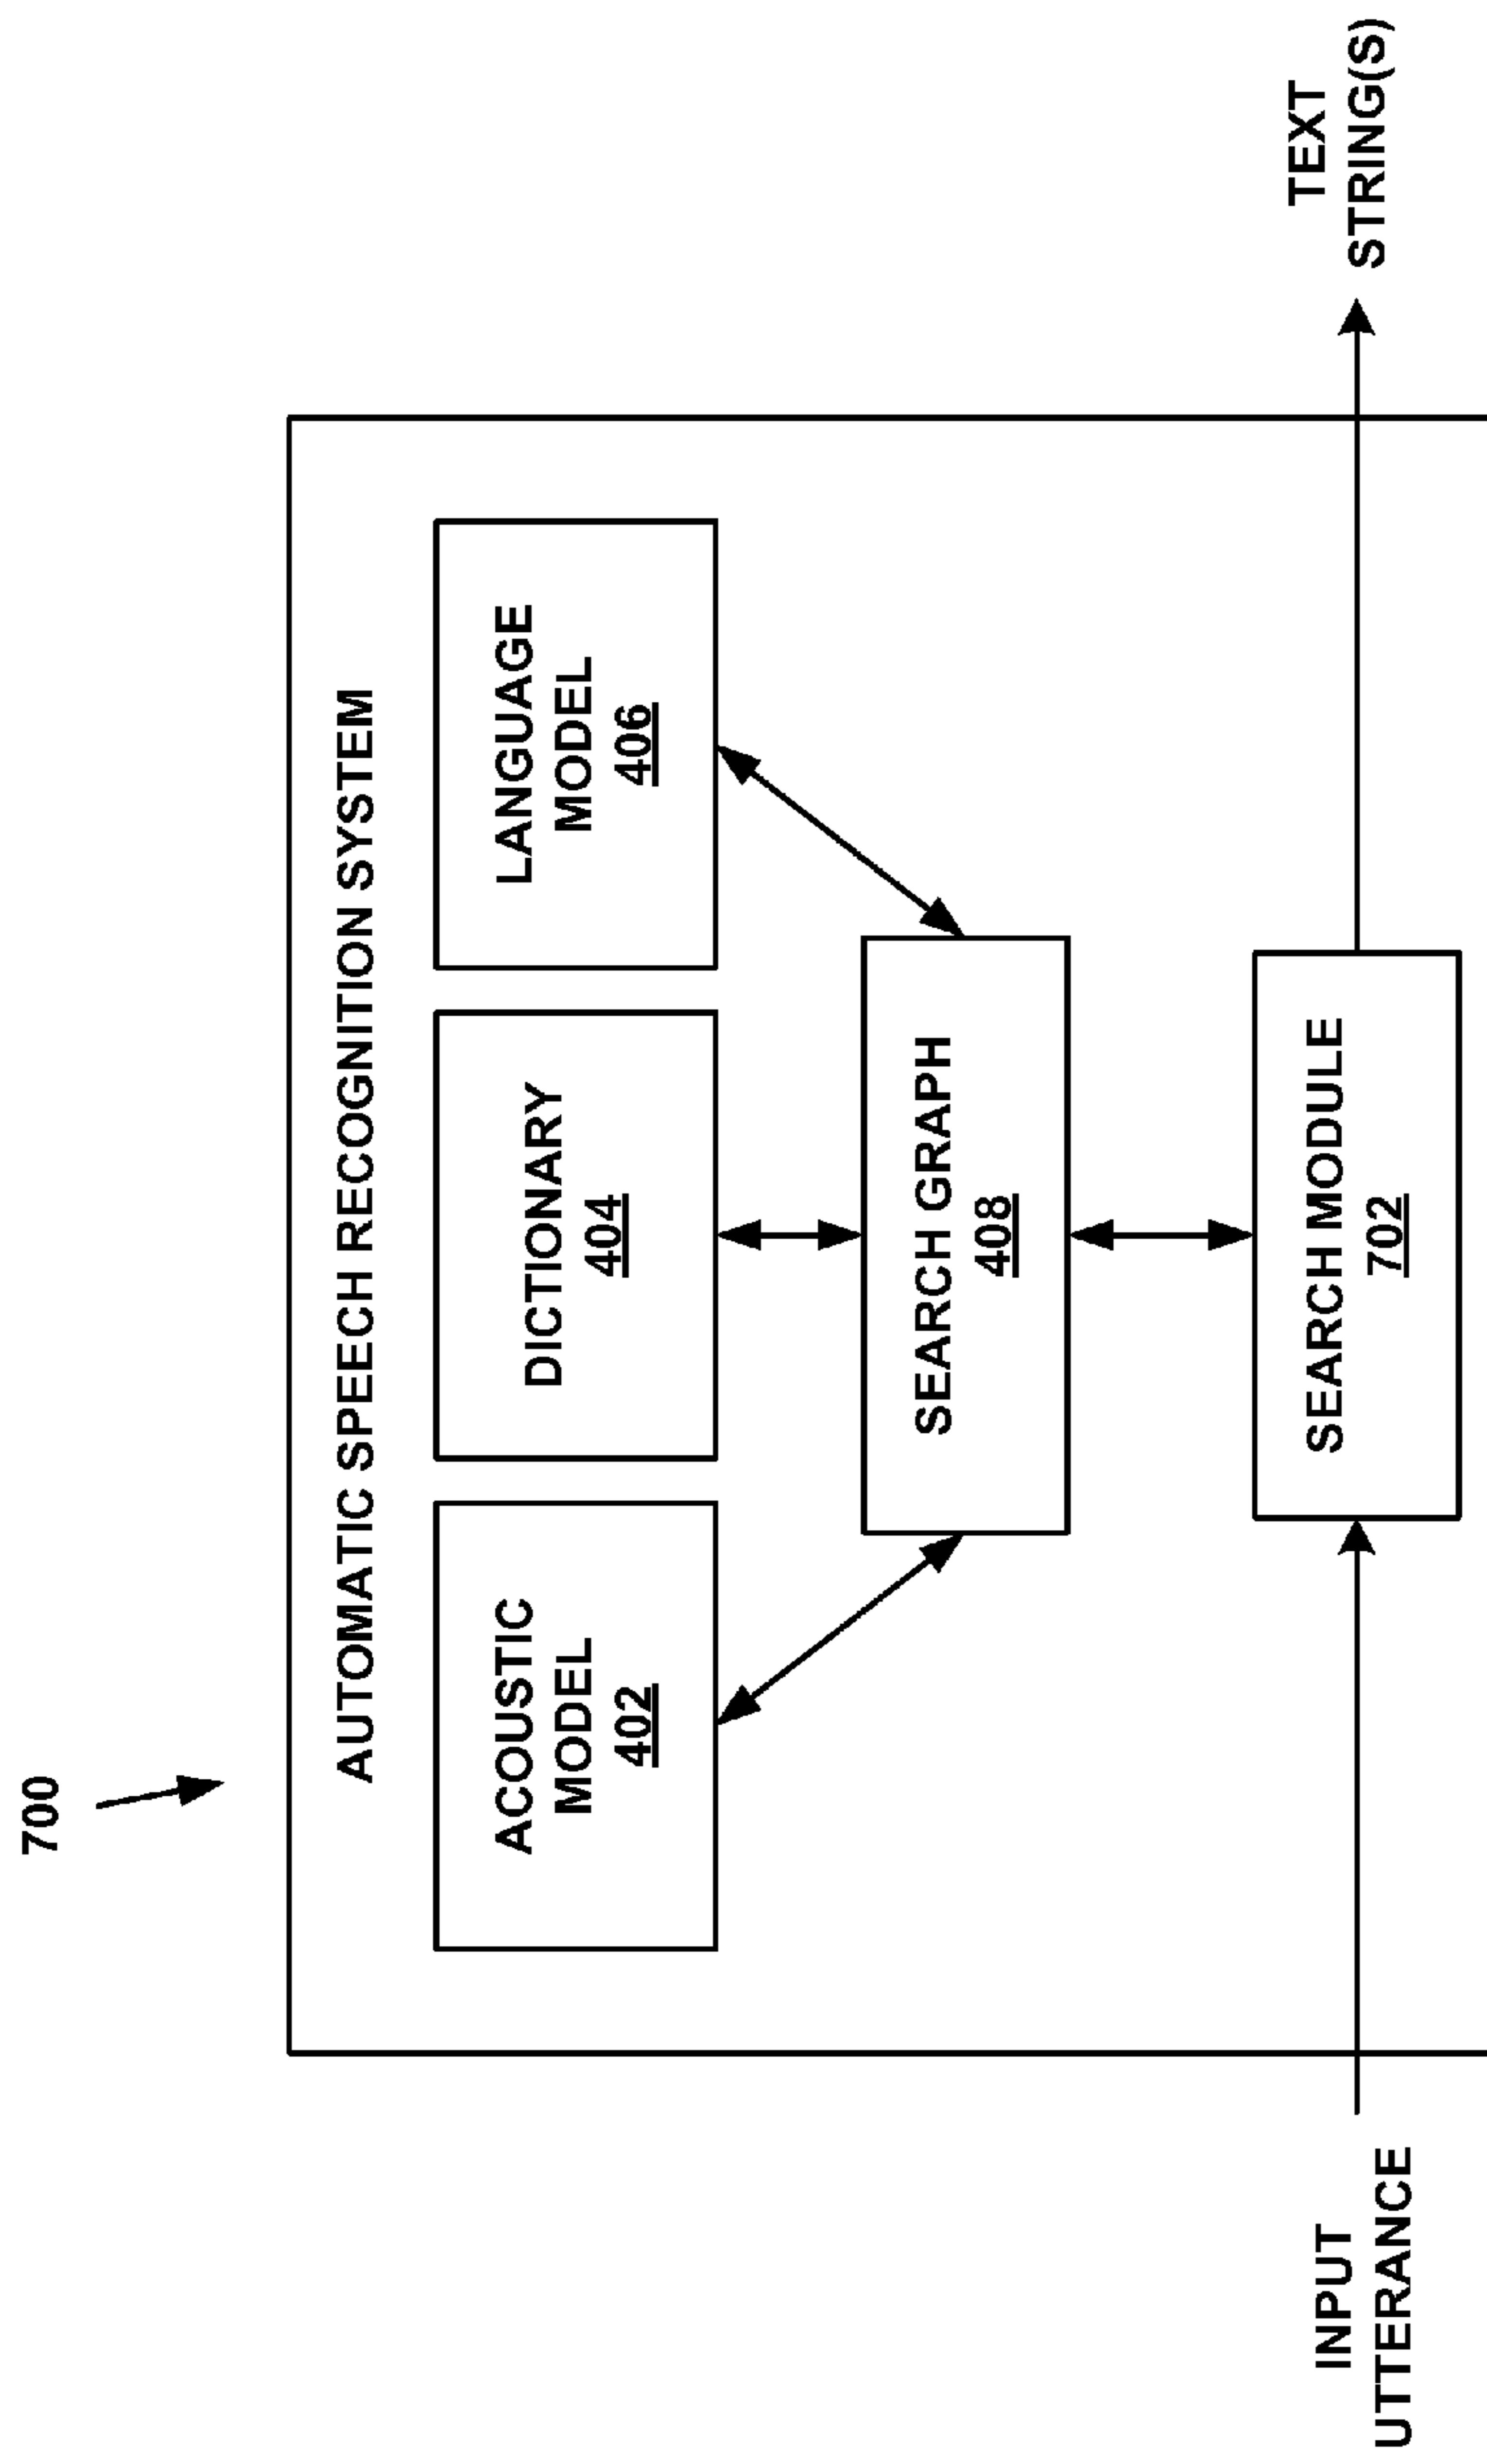 700
AUTOMATIC SPEECH RECOGNITION SYSTEM
ACOUSTIC
MODEL
402
DICTIONARY
404
LANGUAGE
MODEL
406
SEARCH GRAPH
408
SEARCH MODULE
702
INPUT
UTTERANCE
TEXT
STRING(S)